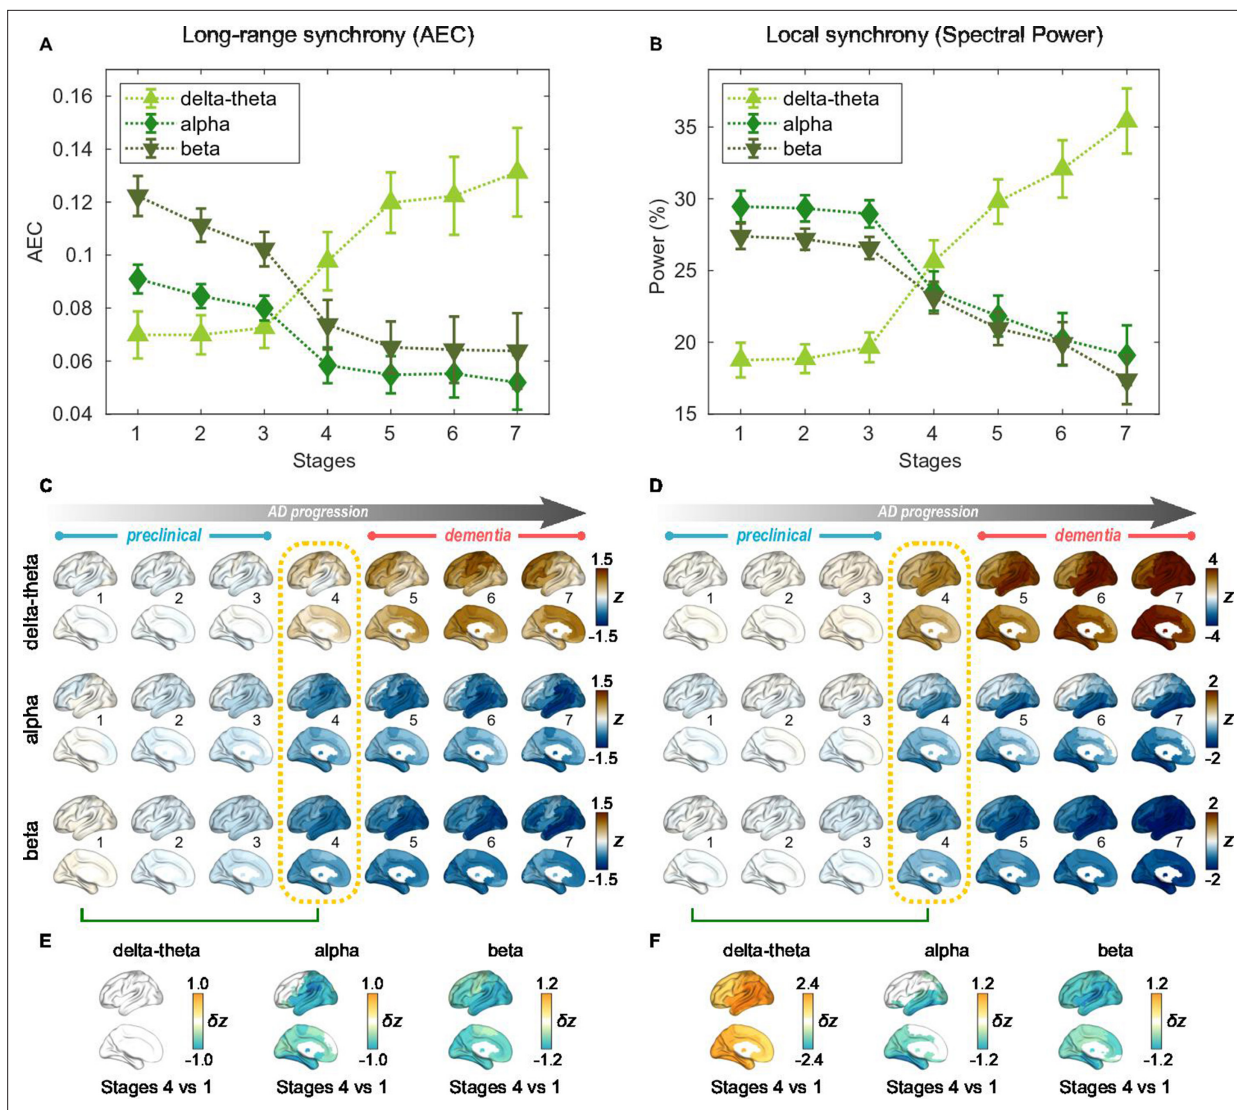 A Long-range synchrony (AEC)
0.16
0.14
0.12
0.1
0.08
0.06
0.04
AEC
delta-theta
alpha
beta
1 2 3 4 5 6 7
Stages
B Local synchrony (Spectral Power)
35
30
25
20
15
Power (%)
delta-theta
alpha
beta
1 2 3 4 5 6 7
Stages
C
AD progression
preclinical dementia
delta-theta
1 2 3 4 5 6 7
1.5
z
-1.5
alpha
1 2 3 4 5 6 7
1.5
z
-1.5
beta
1 2 3 4 5 6 7
1.5
z
-1.5
D
AD progression
preclinical dementia
1 2 3 4 5 6 7
4
z
-4
1 2 3 4 5 6 7
2
z
-2
1 2 3 4 5 6 7
2
z
-2
E
delta-theta alpha beta
1.0 1.0 1.2
δz δz δz
-1.0 -1.0 -1.2
Stages 4 vs 1 Stages 4 vs 1 Stages 4 vs 1
F
delta-theta alpha beta
2.4 1.2 1.2
δz δz δz
-2.4 -1.2 -1.2
Stages 4 vs 1 Stages 4 vs 1 Stages 4 vs 1